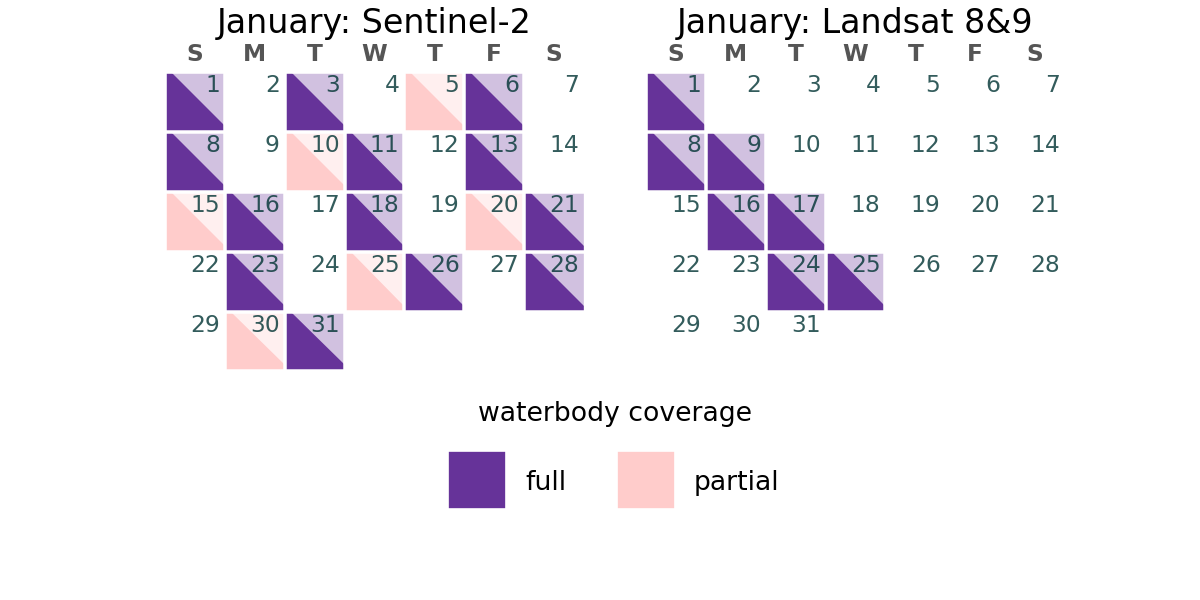 January: Sentinel-2
S M T W T F S
1 2 3 4 5 6 7
8 9 10 11 12 13 14
15 16 17 18 19 20 21
22 23 24 25 26 27 28
29 30 31
January: Landsat 8&9
S M T W T F S
1 2 3 4 5 6 7
8 9 10 11 12 13 14
15 16 17 18 19 20 21
22 23 24 25 26 27 28
29 30 31
waterbody coverage
full partial